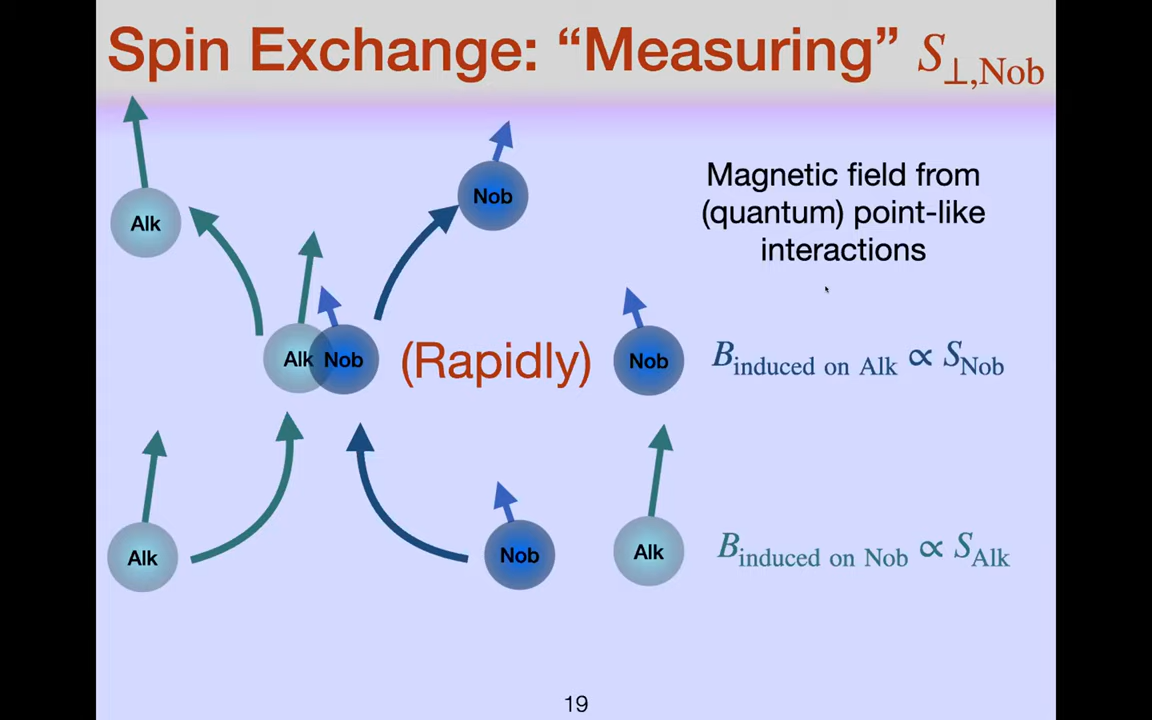 Spin Exchange: “Measuring” S⊥,Nob
Alk
Nob
Magnetic field from
(quantum) point-like
interactions
Alk
Nob
(Rapidly)
Nob
Binduced on Alk ∝ SNob
Alk
Nob
Alk
Binduced on Nob ∝ SAlk
19